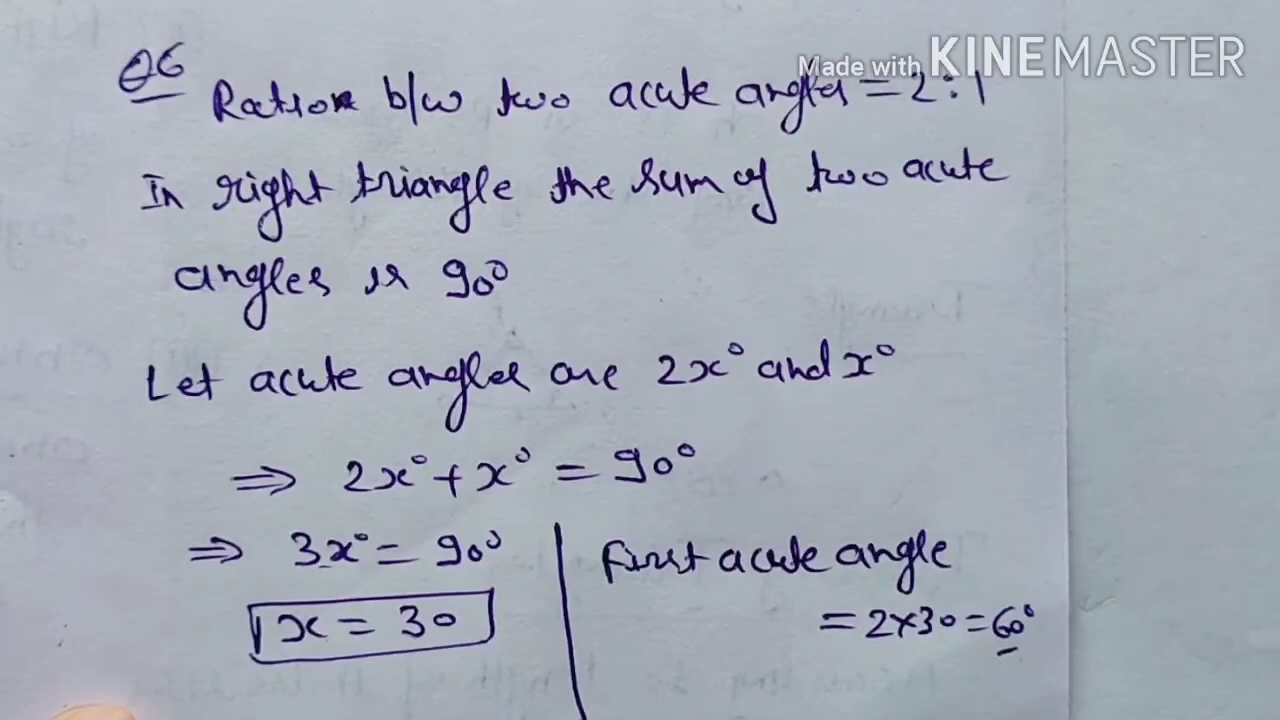 Made with KINEMASTER
Q6
Ration b/w two acute angles = 2:1
In right triangle the sum of two acute
angles is 90°
Let acute angles are 2x° and x°
⇒ 2x° + x° = 90°
⇒ 3x° = 90°
x = 30
First acute angle
= 2×30 = 60°